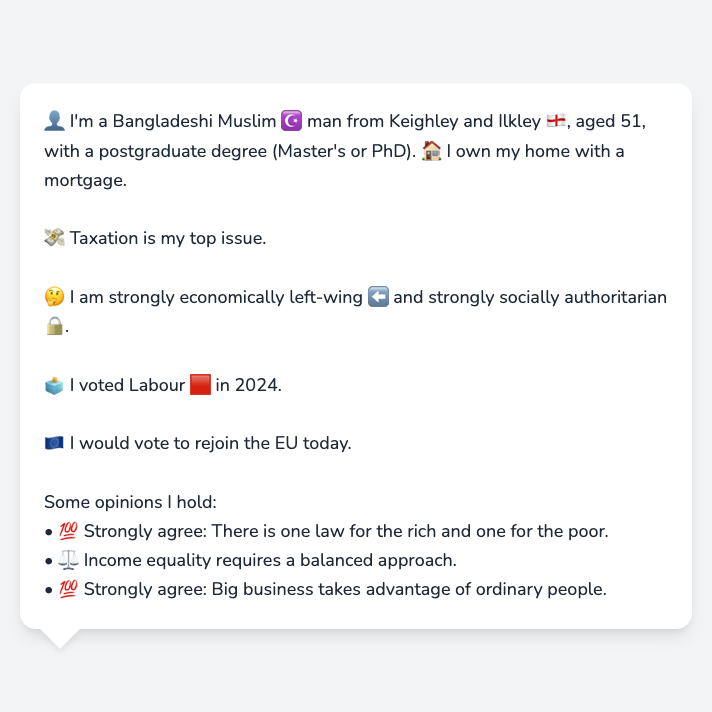 👤 I'm a Bangladeshi Muslim ☪️ man from Keighley and Ilkley 🏴󠁧󠁢󠁥󠁮󠁧󠁿, aged 51,
with a postgraduate degree (Master's or PhD). 🏠 I own my home with a
mortgage.
💸 Taxation is my top issue.
🤔 I am strongly economically left-wing ⬅️ and strongly socially authoritarian
🔒.
🗳️ I voted Labour 🟥 in 2024.
🇪🇺 I would vote to rejoin the EU today.
Some opinions I hold:
• 💯 Strongly agree: There is one law for the rich and one for the poor.
• ⚖️ Income equality requires a balanced approach.
• 💯 Strongly agree: Big business takes advantage of ordinary people.